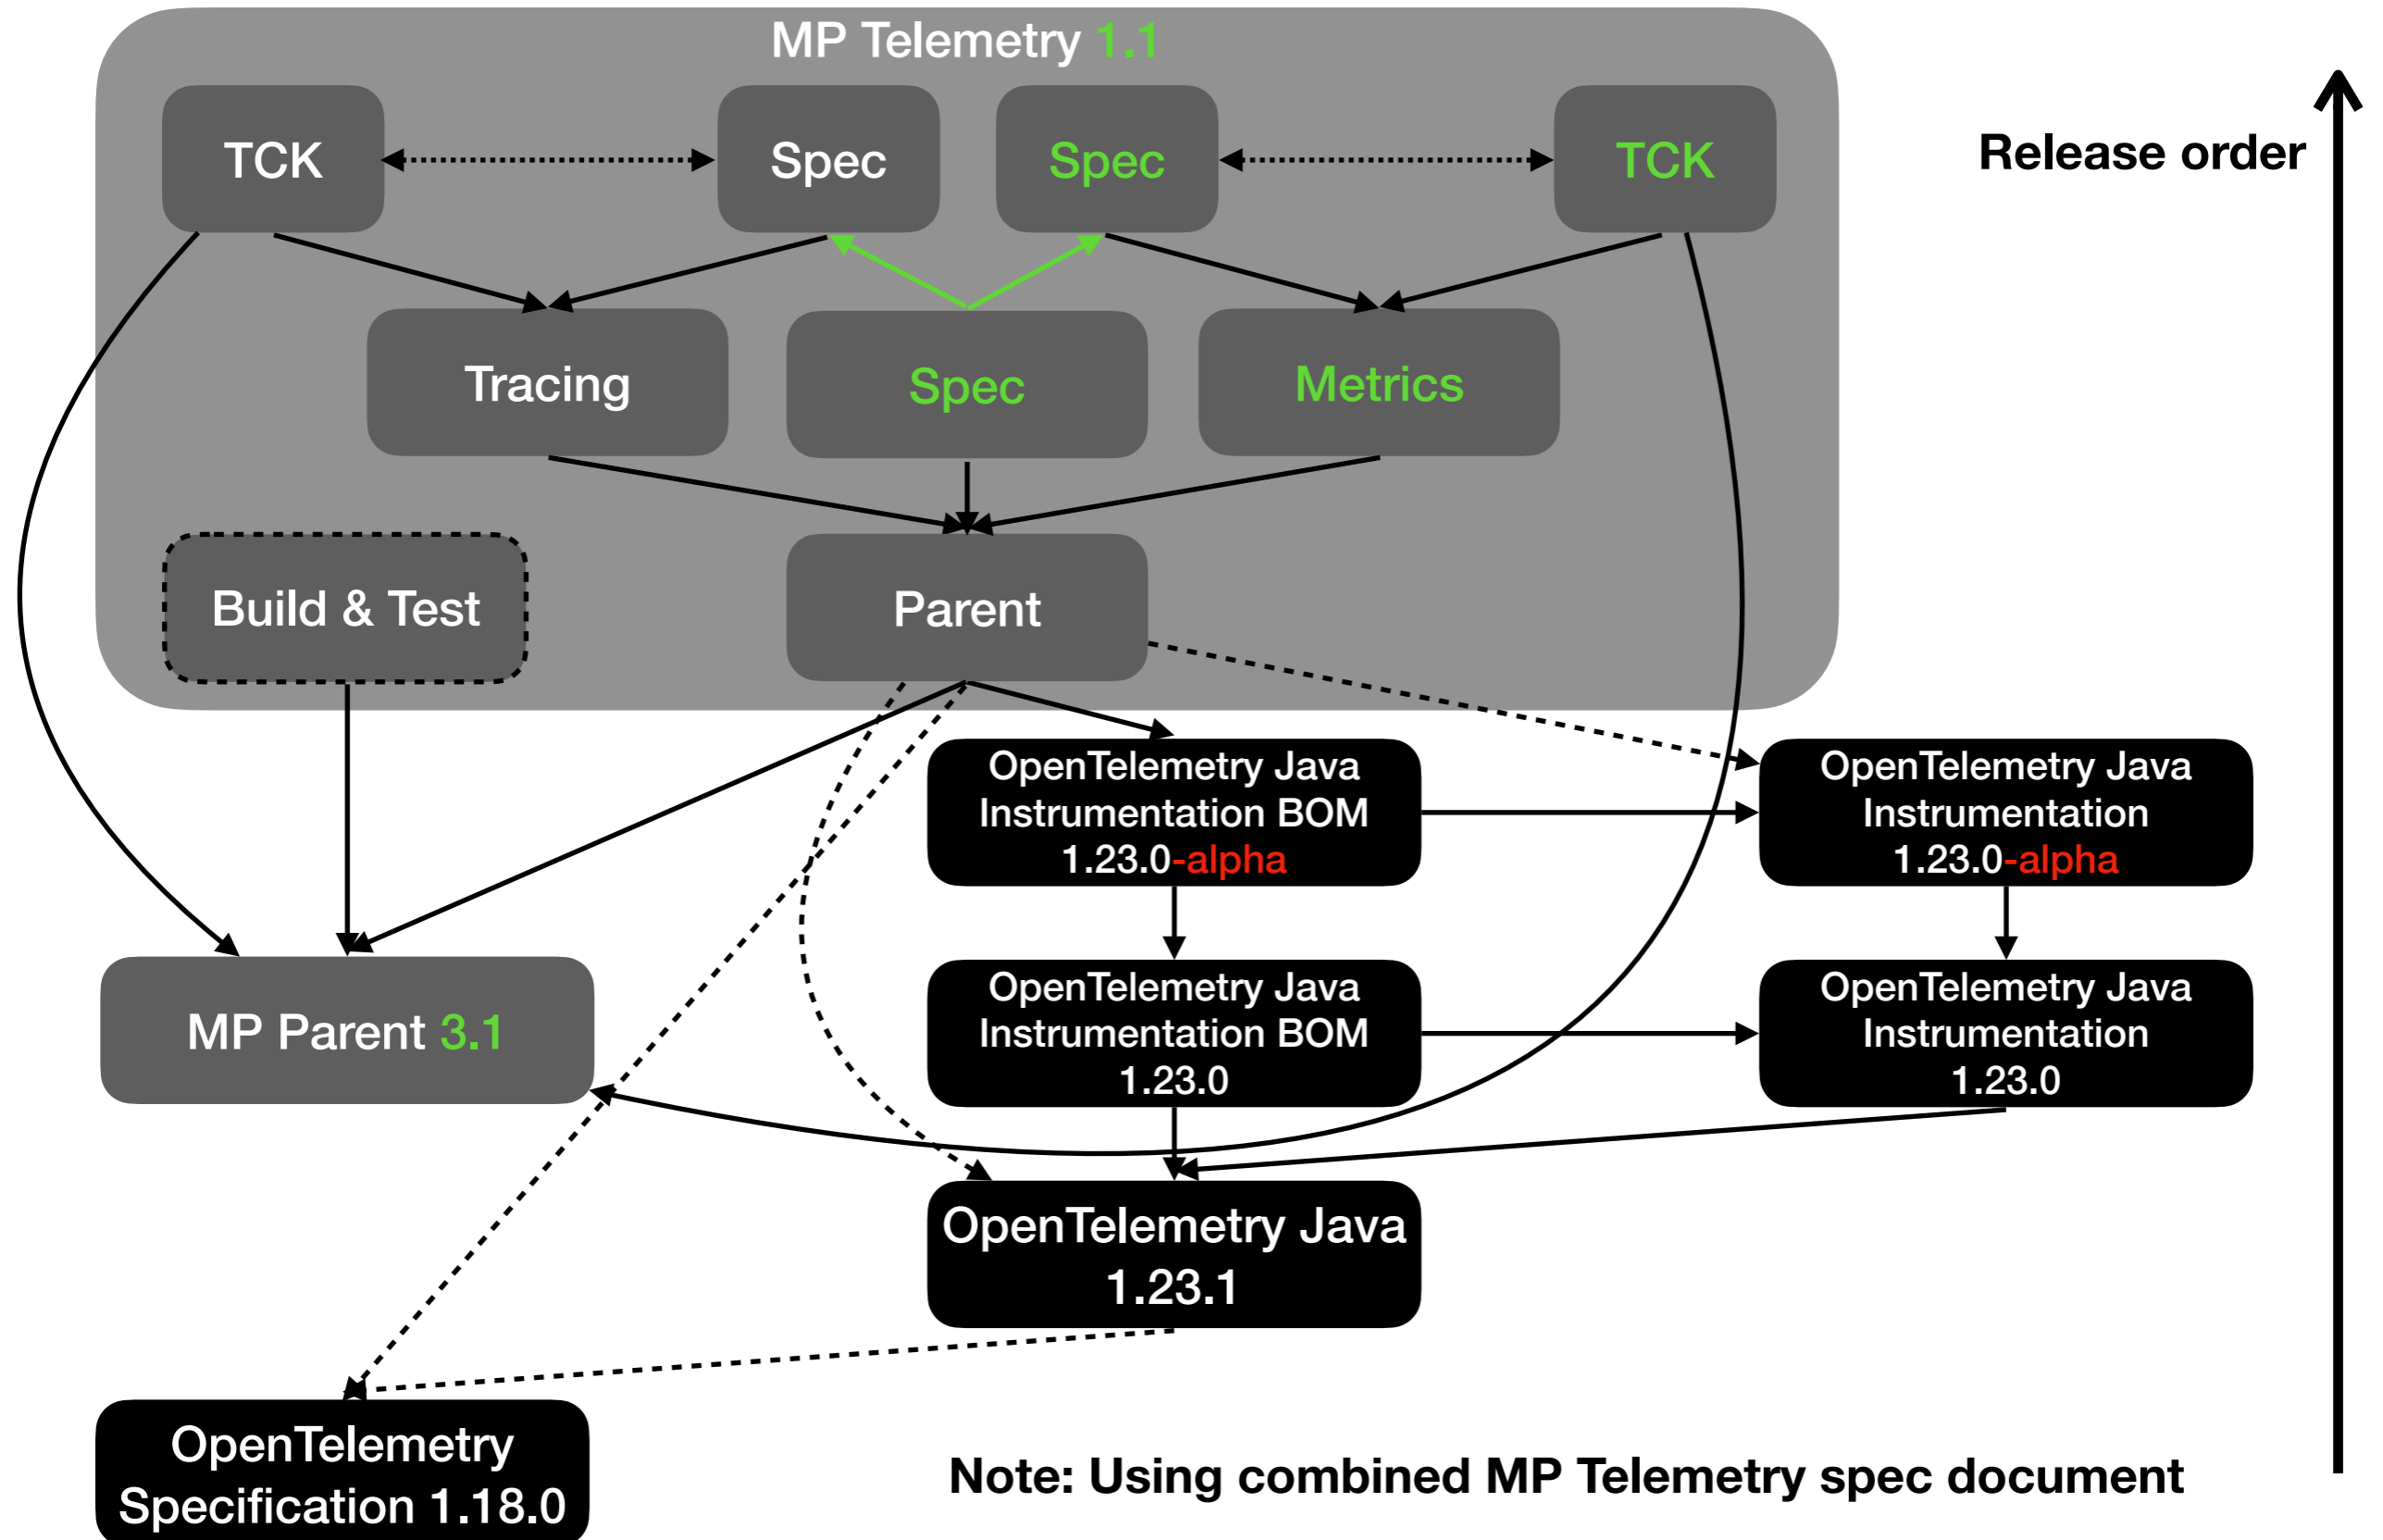 MP Telemetry 1.1
TCK
Spec
Spec
TCK
Release order
Tracing
Spec
Metrics
Build & Test
Parent
OpenTelemetry Java
Instrumentation BOM
1.23.0-alpha
OpenTelemetry Java
Instrumentation
1.23.0-alpha
MP Parent 3.1
OpenTelemetry Java
Instrumentation BOM
1.23.0
OpenTelemetry Java
Instrumentation
1.23.0
OpenTelemetry Java
1.23.1
OpenTelemetry
Specification 1.18.0
Note: Using combined MP Telemetry spec document